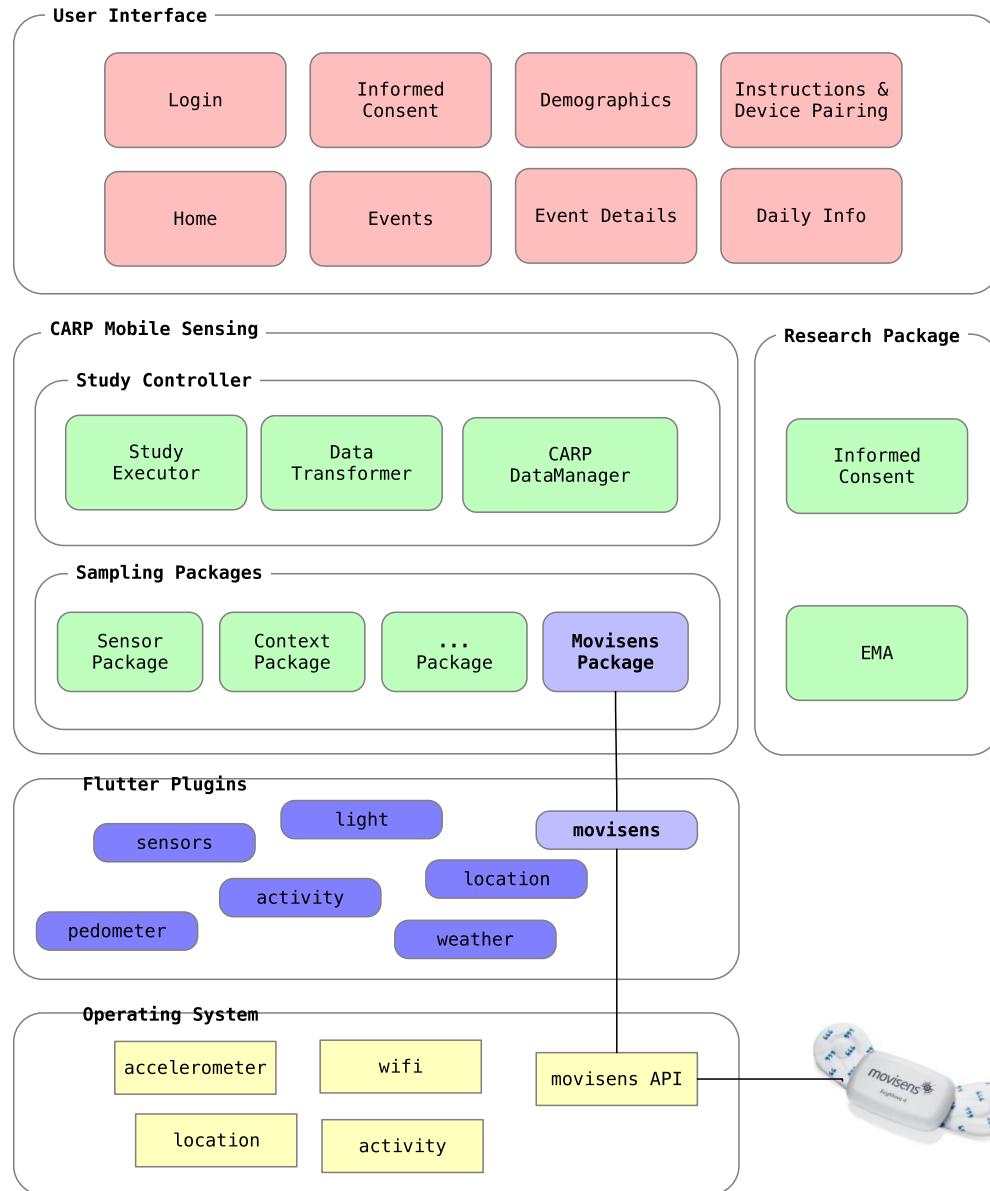 User Interface
Login
Informed
Consent
Demographics
Instructions &
Device Pairing
Home
Events
Event Details
Daily Info
CARP Mobile Sensing
Study Controller
Study
Executor
Data
Transformer
CARP
DataManager
Sampling Packages
Sensor
Package
Context
Package
...
Package
Movisens
Package
Research Package
Informed
Consent
EMA
Flutter Plugins
light
sensors
movisens
location
activity
pedometer
weather
Operating System
accelerometer
wifi
movisens API
location
activity
movisens